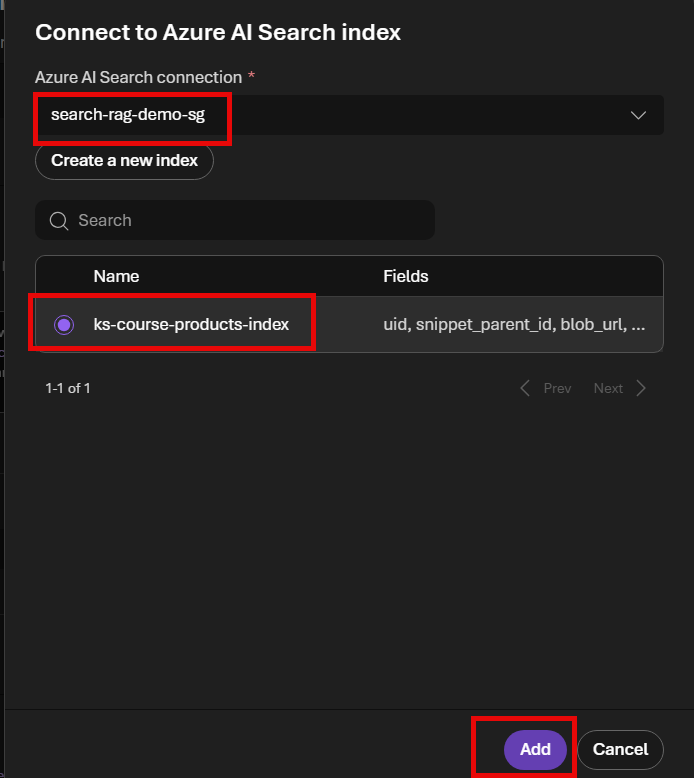 Connect to Azure AI Search index
Azure AI Search connection *
search-rag-demo-sg
Create a new index
Search
Name Fields
ks-course-products-index uid, snippet_parent_id, blob_url, ...
1-1 of 1 Prev Next
Add Cancel